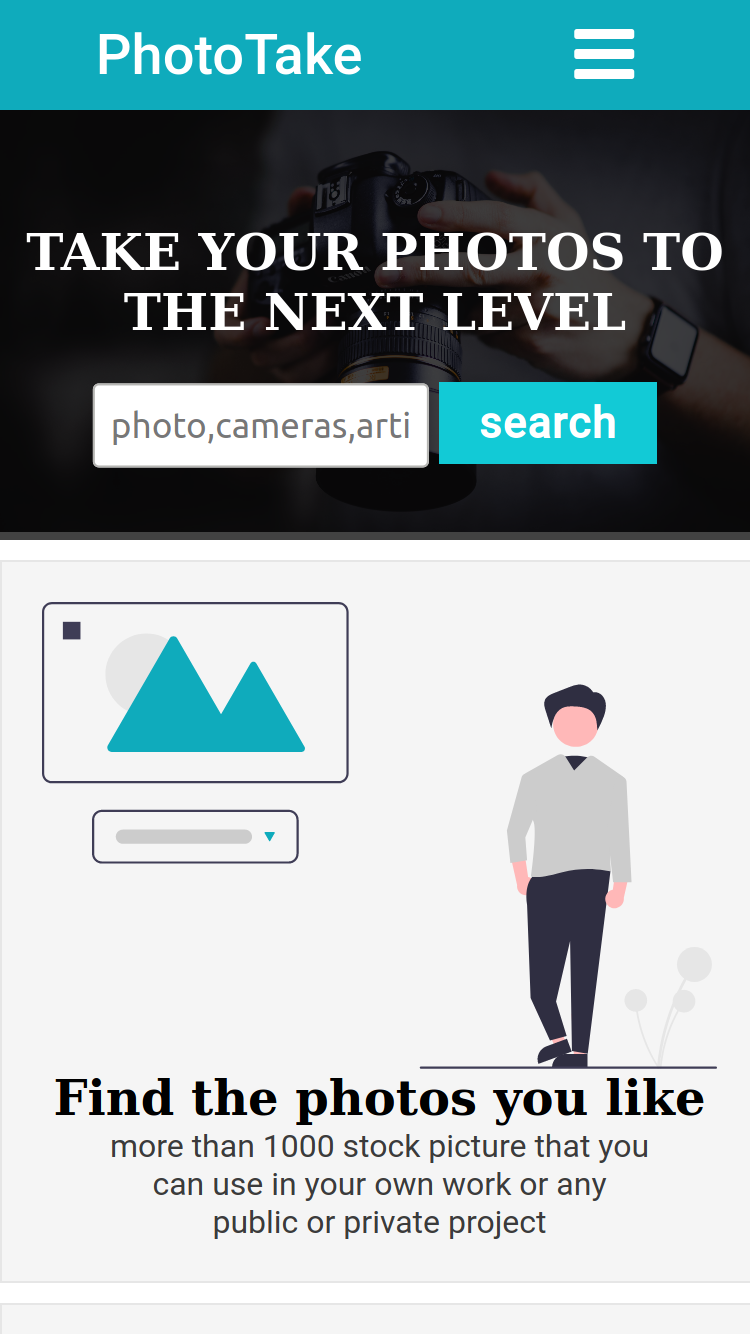 PhotoTake
TAKE YOUR PHOTOS TO
THE NEXT LEVEL
photo,cameras,arti
search
Find the photos you like
more than 1000 stock picture that you
can use in your own work or any
public or private project